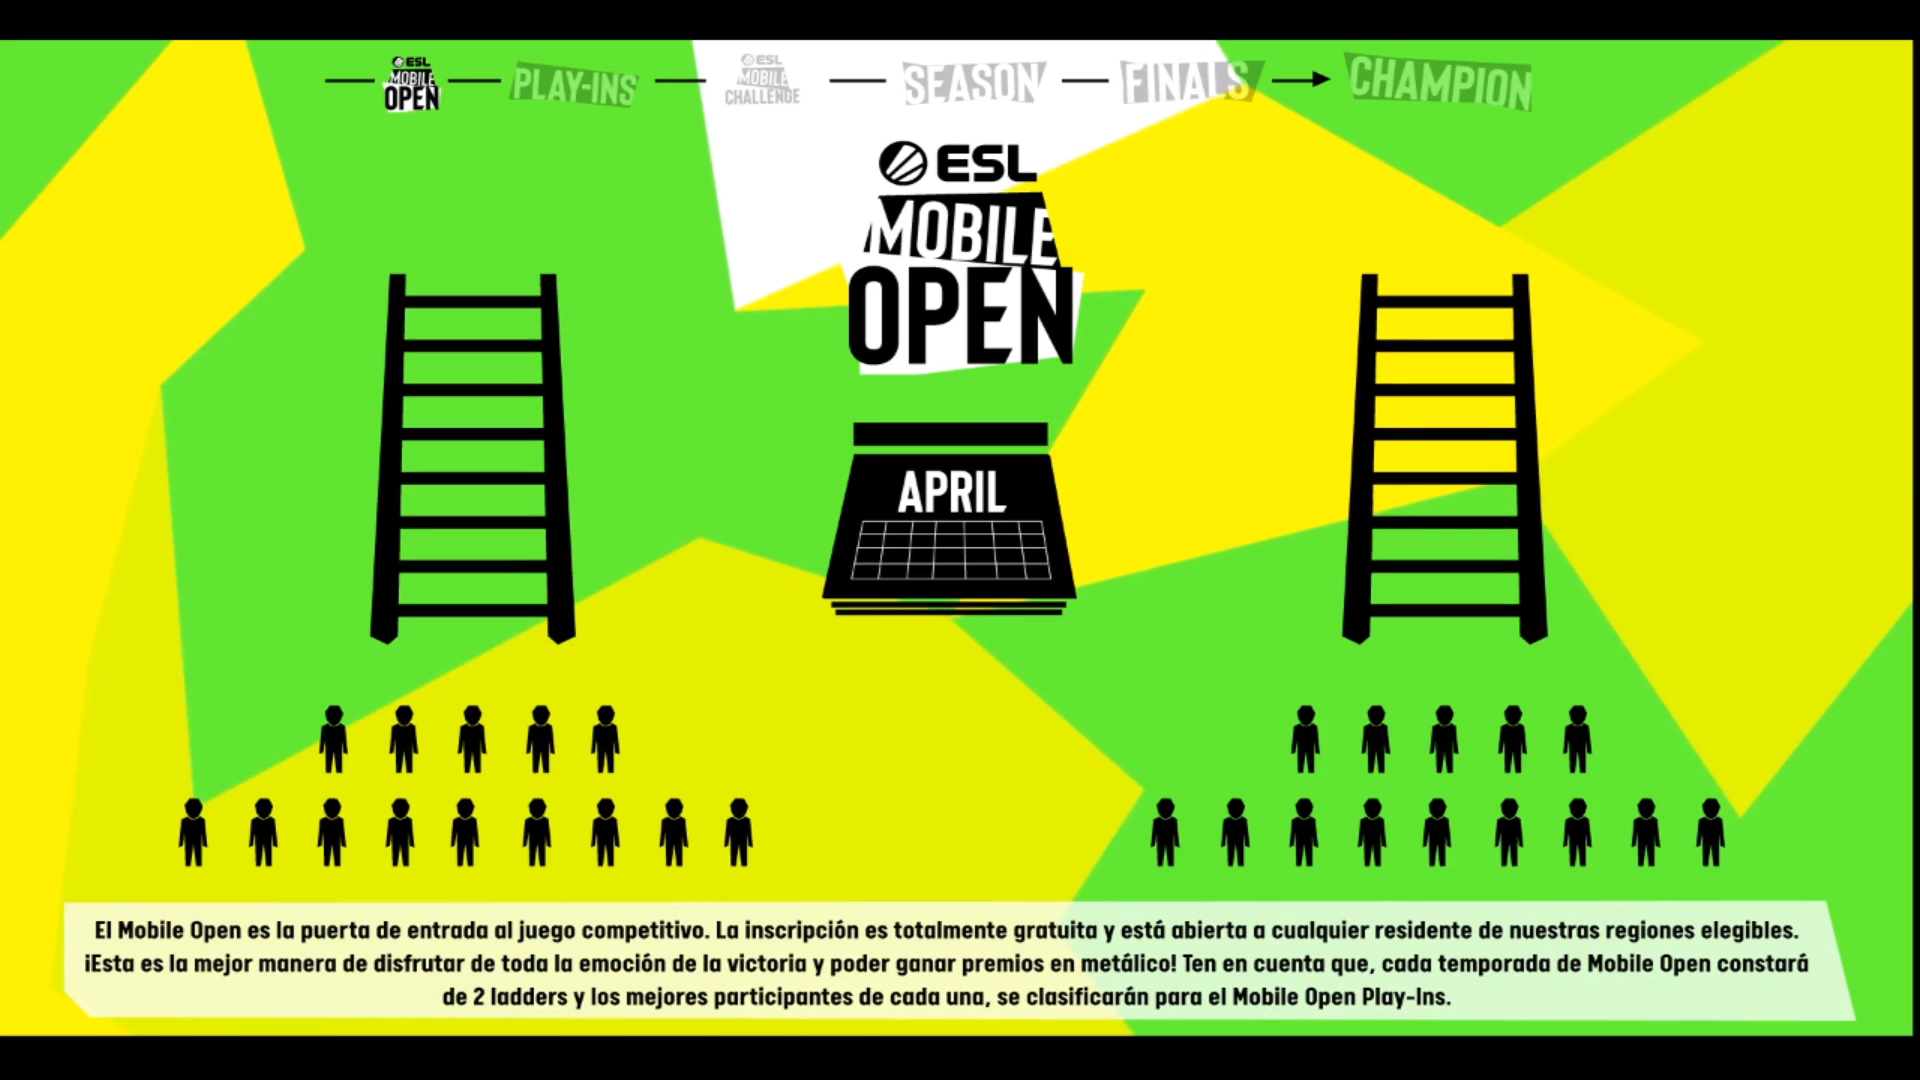 ESL
MOBILE
OPEN
PLAY-INS
ESL
MOBILE
CHALLENGE
SEASON
FINALS
CHAMPION
ESL
MOBILE
OPEN
APRIL
El Mobile Open es la puerta de entrada al juego competitivo. La inscripción es totalmente gratuita y está abierta a cualquier residente de nuestras regiones elegibles.
¡Esta es la mejor manera de disfrutar de toda la emoción de la victoria y poder ganar premios en metálico! Ten en cuenta que, cada temporada de Mobile Open constará
de 2 ladders y los mejores participantes de cada una, se clasificarán para el Mobile Open Play-Ins.